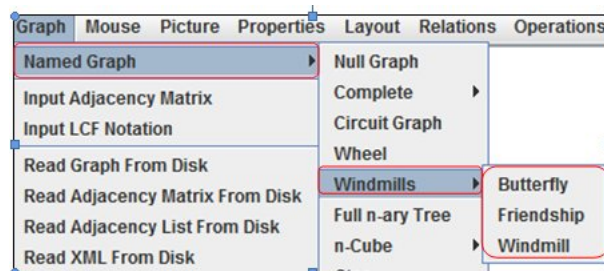 Graph Mouse Picture Properties Layout Relations Operations
Named Graph
Input Adjacency Matrix
Input LCF Notation
Read Graph From Disk
Read Adjacency Matrix From Disk
Read Adjacency List From Disk
Read XML From Disk
Null Graph
Complete
Circuit Graph
Wheel
Windmills
Full n-ary Tree
n-Cube
Butterfly
Friendship
Windmill